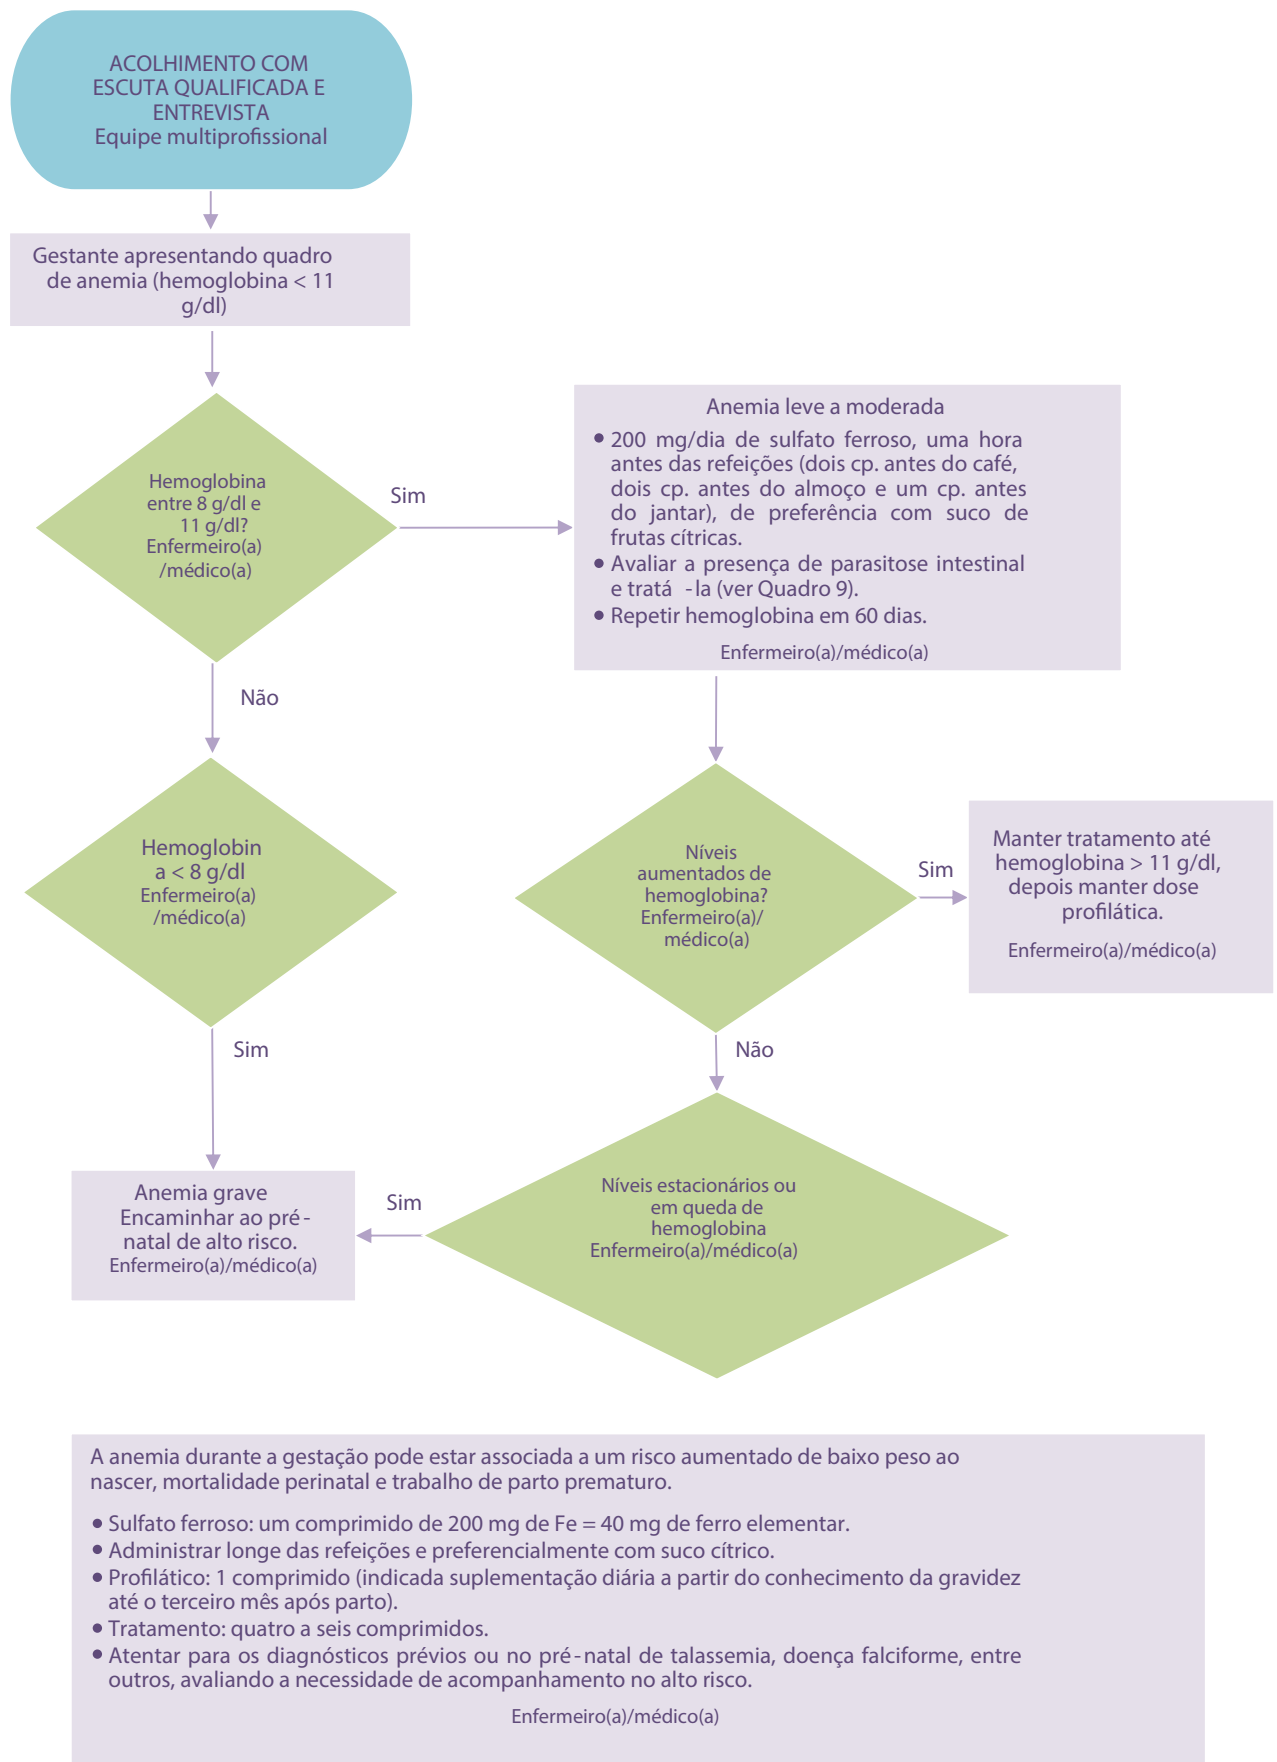 ACOLHIMENTO COM
ESCUTA QUALIFICADA E
ENTREVISTA
Equipe multiprofissional
Gestante apresentando quadro
de anemia (hemoglobina < 11
g/dl)
Hemoglobina
entre 8 g/dl e
11 g/dl?
Enfermeiro(a)
/médico(a)
Sim
Anemia leve a moderada
• 200 mg/dia de sulfato ferroso, uma hora
antes das refeições (dois cp. antes do café,
dois cp. antes do almoço e um cp. antes
do jantar), de preferência com suco de
frutas cítricas.
• Avaliar a presença de parasitose intestinal
e tratá -la (ver Quadro 9).
• Repetir hemoglobina em 60 dias.
Enfermeiro(a)/médico(a)
Não
Hemoglobin
a < 8 g/dl
Enfermeiro(a)
/médico(a)
Níveis
aumentados de
hemoglobina?
Enfermeiro(a)/
médico(a)
Sim
Manter tratamento até
hemoglobina > 11 g/dl,
depois manter dose
profilática.
Enfermeiro(a)/médico(a)
Sim
Não
Anemia grave
Encaminhar ao pré-
natal de alto risco.
Enfermeiro(a)/médico(a)
Sim
Níveis estacionários ou
em queda de
hemoglobina
Enfermeiro(a)/médico(a)
A anemia durante a gestação pode estar associada a um risco aumentado de baixo peso ao
nascer, mortalidade perinatal e trabalho de parto prematuro.
• Sulfato ferroso: um comprimido de 200 mg de Fe = 40 mg de ferro elementar.
• Administrar longe das refeições e preferencialmente com suco cítrico.
• Profilático: 1 comprimido (indicada suplementação diária a partir do conhecimento da gravidez
até o terceiro mês após parto).
• Tratamento: quatro a seis comprimidos.
• Atentar para os diagnósticos prévios ou no pré-natal de talassemia, doença falciforme, entre
outros, avaliando a necessidade de acompanhamento no alto risco.
Enfermeiro(a)/médico(a)